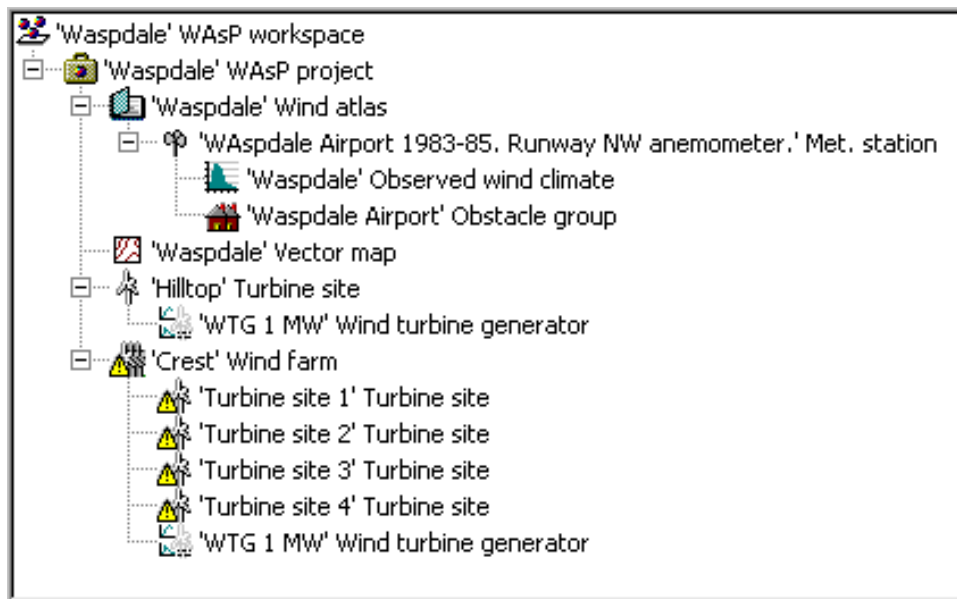 'Waspdale' WAsP workspace
'Waspdale' WAsP project
'Waspdale' Wind atlas
'WAspdale Airport 1983-85. Runway NW anemometer.' Met. station
'Waspdale' Observed wind climate
'Waspdale Airport' Obstacle group
'Waspdale' Vector map
'Hilltop' Turbine site
'WTG 1 MW' Wind turbine generator
'Crest' Wind farm
'Turbine site 1' Turbine site
'Turbine site 2' Turbine site
'Turbine site 3' Turbine site
'Turbine site 4' Turbine site
'WTG 1 MW' Wind turbine generator